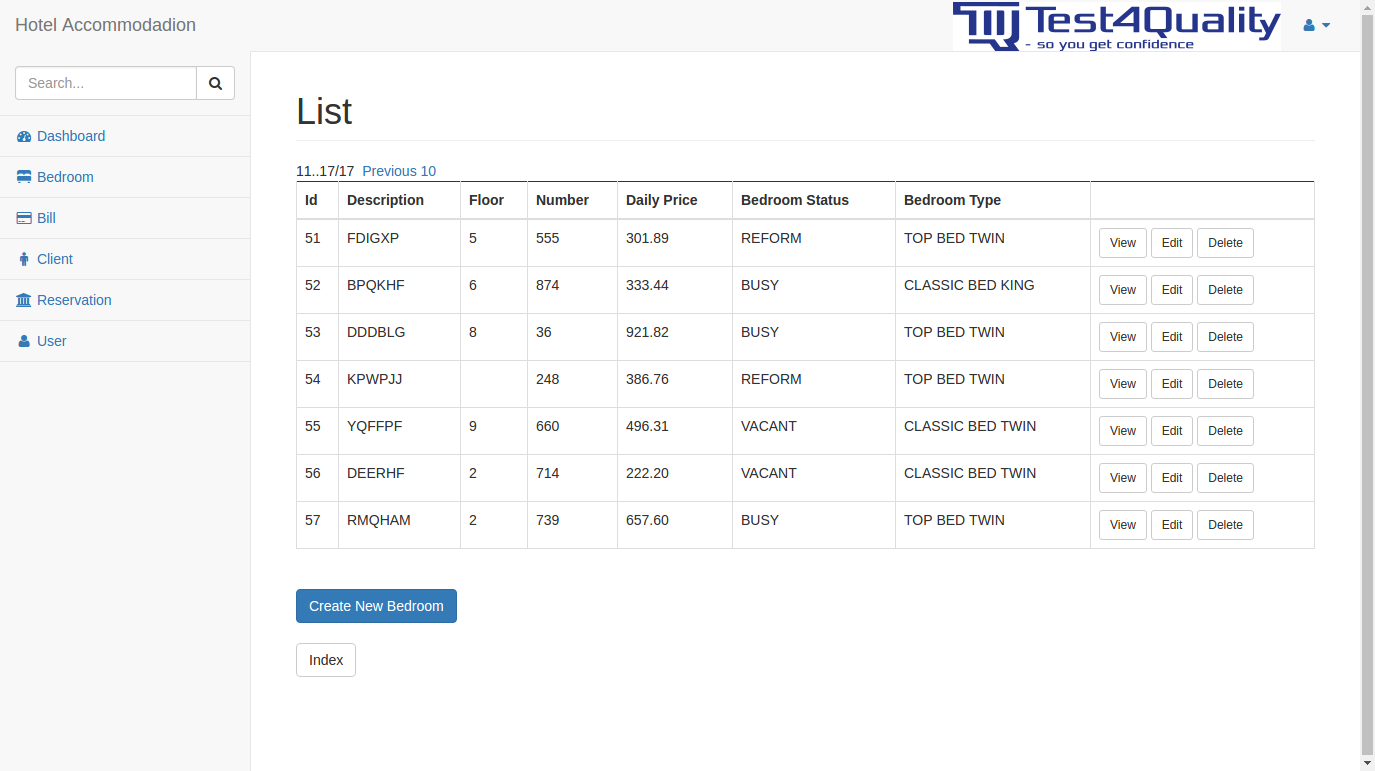 Hotel Accommodadion
Test4Quality
- so you get confidence
Search...
Dashboard
Bedroom
Bill
Client
Reservation
User
List
11..17/17 Previous 10
Id Description Floor Number Daily Price Bedroom Status Bedroom Type
51 FDIGXP 5 555 301.89 REFORM TOP BED TWIN View Edit Delete
52 BPQKHF 6 874 333.44 BUSY CLASSIC BED KING View Edit Delete
53 DDDBLG 8 36 921.82 BUSY TOP BED TWIN View Edit Delete
54 KPWPJJ 248 386.76 REFORM TOP BED TWIN View Edit Delete
55 YQFFPF 9 660 496.31 VACANT CLASSIC BED TWIN View Edit Delete
56 DEERHF 2 714 222.20 VACANT CLASSIC BED TWIN View Edit Delete
57 RMQHAM 2 739 657.60 BUSY TOP BED TWIN View Edit Delete
Create New Bedroom
Index